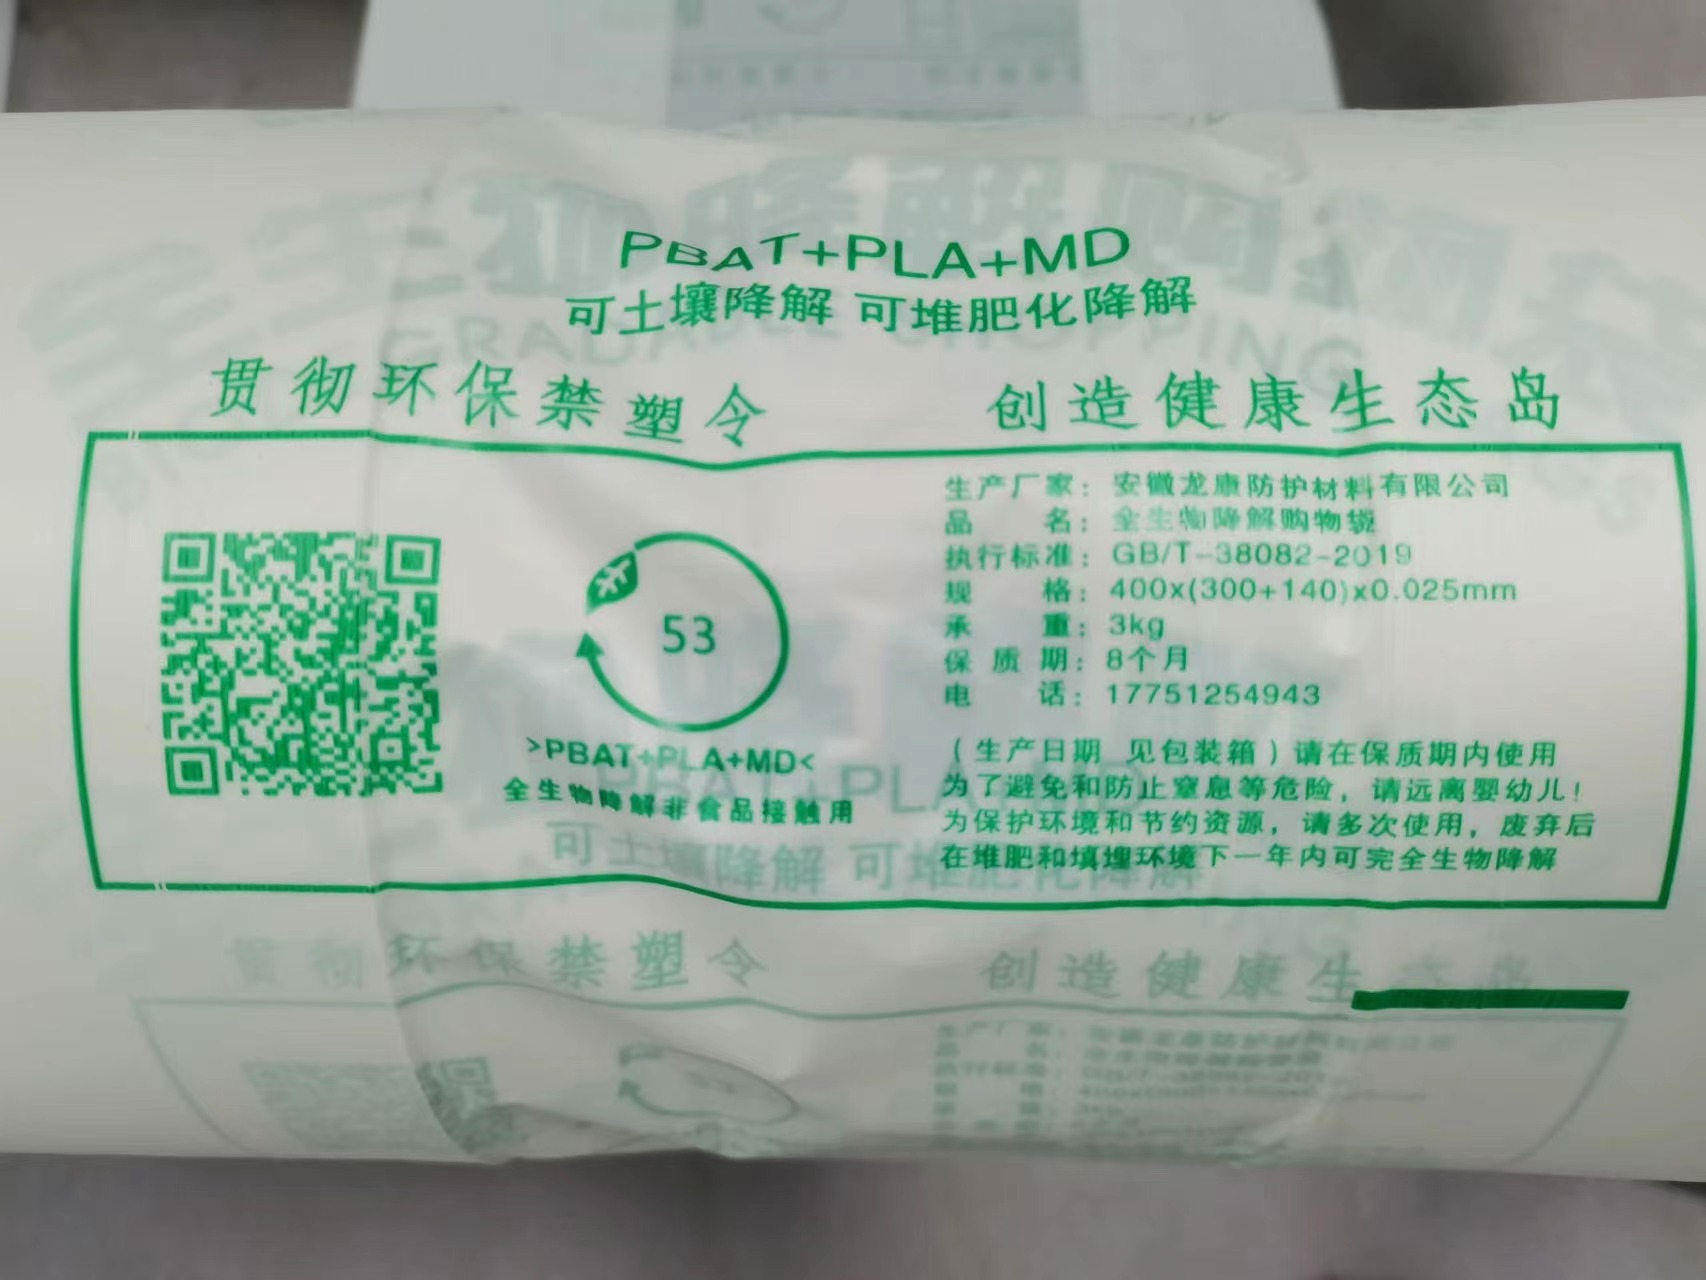 PBAT+PLA+MD
可土壤降解 可堆肥化降解
贯彻环保禁塑令 创造健康生态岛
53
>PBAT+PLA+MD<
全生物降解非食品接触用
生产厂家：安徽龙康防护材料有限公司
品 名：全生物降解购物袋
执行标准：GB/T-38082-2019
规 格：400x(300+140)x0.025mm
承 重：3kg
保质期：8个月
电 话：17751254943
（生产日期 见包装箱）请在保质期内使用
为了避免和防止窒息等危险，请远离婴幼儿！
为保护环境和节约资源，请多次使用，废弃后
在堆肥和填埋环境下一年内可完全生物降解
PBAT+PLA+MD
可土壤降解 可堆肥化降解
贯彻环保禁塑令 创造健康生态岛